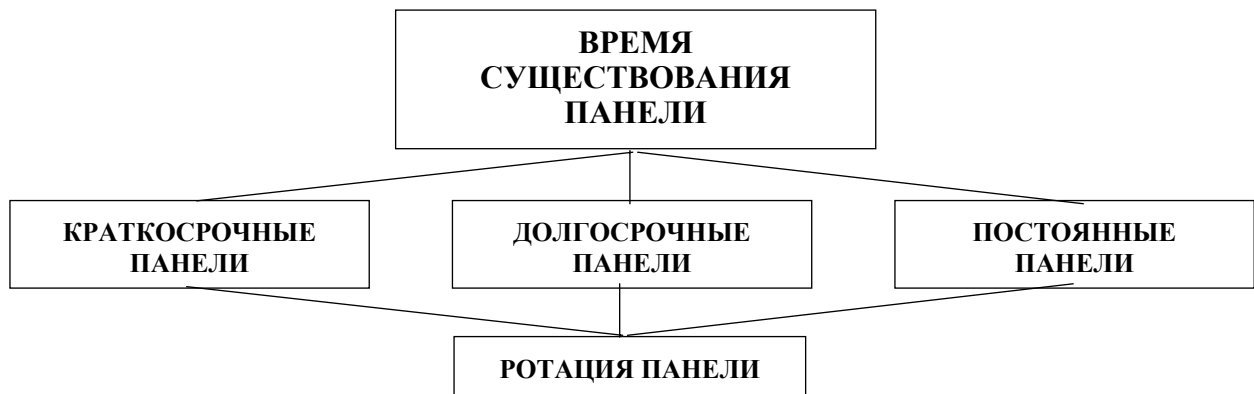 ВРЕМЯ
СУЩЕСТВОВАНИЯ
ПАНЕЛИ
КРАТКОСРОЧНЫЕ
ПАНЕЛИ
ДОЛГОСРОЧНЫЕ
ПАНЕЛИ
ПОСТОЯННЫЕ
ПАНЕЛИ
РОТАЦИЯ ПАНЕЛИ